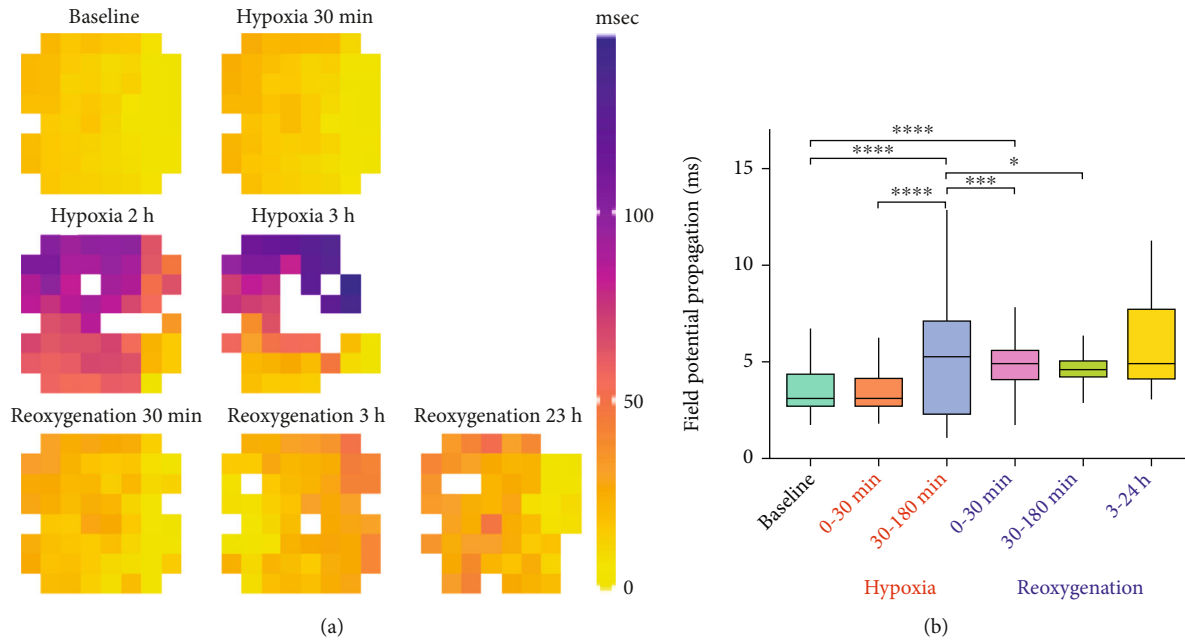 Baseline
Hypoxia 30 min
msec
Hypoxia 2 h
Hypoxia 3 h
Reoxygenation 30 min
Reoxygenation 3 h
Reoxygenation 23 h
100
50
0
(a)
Field potential propagation (ms)
15
10
5
0
****
****
*
****
***
Baseline
0-30 min
30-180 min
0-30 min
30-180 min
3-24 h
Hypoxia
Reoxygenation
(b)